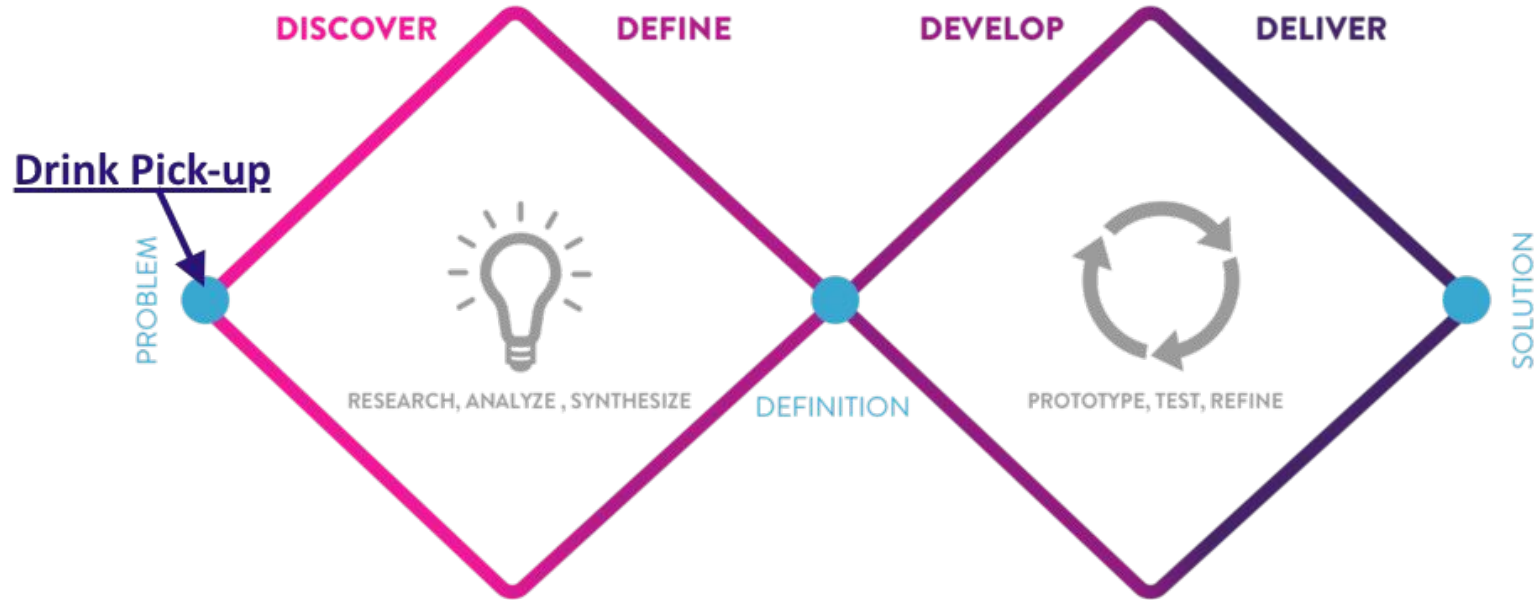 DISCOVER
DEFINE
DEVELOP
DELIVER
Drink Pick-up
PROBLEM
SOLUTION
RESEARCH, ANALYZE , SYNTHESIZE
DEFINITION
PROTOTYPE, TEST, REFINE